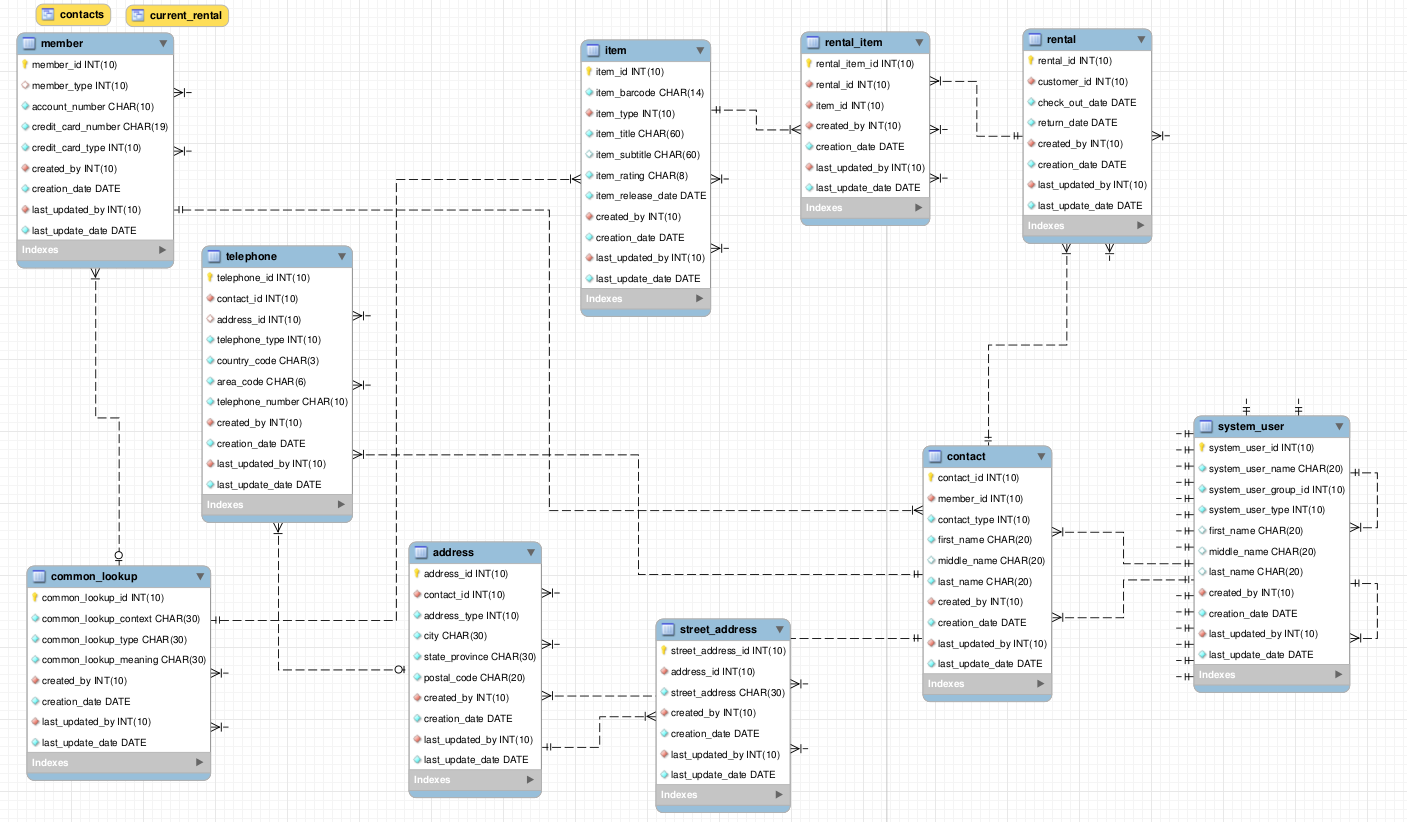 contacts
current_rental
member
member_id INT(10)
member_type INT(10)
account_number CHAR(10)
credit_card_number CHAR(19)
credit_card_type INT(10)
created_by INT(10)
creation_date DATE
last_updated_by INT(10)
last_update_date DATE
Indexes
telephone
telephone_id INT(10)
contact_id INT(10)
address_id INT(10)
telephone_type INT(10)
country_code CHAR(3)
area_code CHAR(6)
telephone_number CHAR(10)
created_by INT(10)
creation_date DATE
last_updated_by INT(10)
last_update_date DATE
Indexes
common_lookup
common_lookup_id INT(10)
common_lookup_context CHAR(30)
common_lookup_type CHAR(30)
common_lookup_meaning CHAR(30)
created_by INT(10)
creation_date DATE
last_updated_by INT(10)
last_update_date DATE
Indexes
address
address_id INT(10)
contact_id INT(10)
address_type INT(10)
city CHAR(30)
state_province CHAR(30)
postal_code CHAR(20)
created_by INT(10)
creation_date DATE
last_updated_by INT(10)
last_update_date DATE
Indexes
item
item_id INT(10)
item_barcode CHAR(14)
item_type INT(10)
item_title CHAR(60)
item_subtitle CHAR(60)
item_rating CHAR(8)
item_release_date DATE
created_by INT(10)
creation_date DATE
last_updated_by INT(10)
last_update_date DATE
Indexes
street_address
street_address_id INT(10)
address_id INT(10)
street_address CHAR(30)
created_by INT(10)
creation_date DATE
last_updated_by INT(10)
last_update_date DATE
Indexes
rental_item
rental_item_id INT(10)
rental_id INT(10)
item_id INT(10)
created_by INT(10)
creation_date DATE
last_updated_by INT(10)
last_update_date DATE
Indexes
rental
rental_id INT(10)
customer_id INT(10)
check_out_date DATE
return_date DATE
created_by INT(10)
creation_date DATE
last_updated_by INT(10)
last_update_date DATE
Indexes
contact
contact_id INT(10)
member_id INT(10)
contact_type INT(10)
first_name CHAR(20)
middle_name CHAR(20)
last_name CHAR(20)
created_by INT(10)
creation_date DATE
last_updated_by INT(10)
last_update_date DATE
Indexes
system_user
system_user_id INT(10)
system_user_name CHAR(20)
system_user_group_id INT(10)
system_user_type INT(10)
first_name CHAR(20)
middle_name CHAR(20)
last_name CHAR(20)
created_by INT(10)
creation_date DATE
last_updated_by INT(10)
last_update_date DATE
Indexes